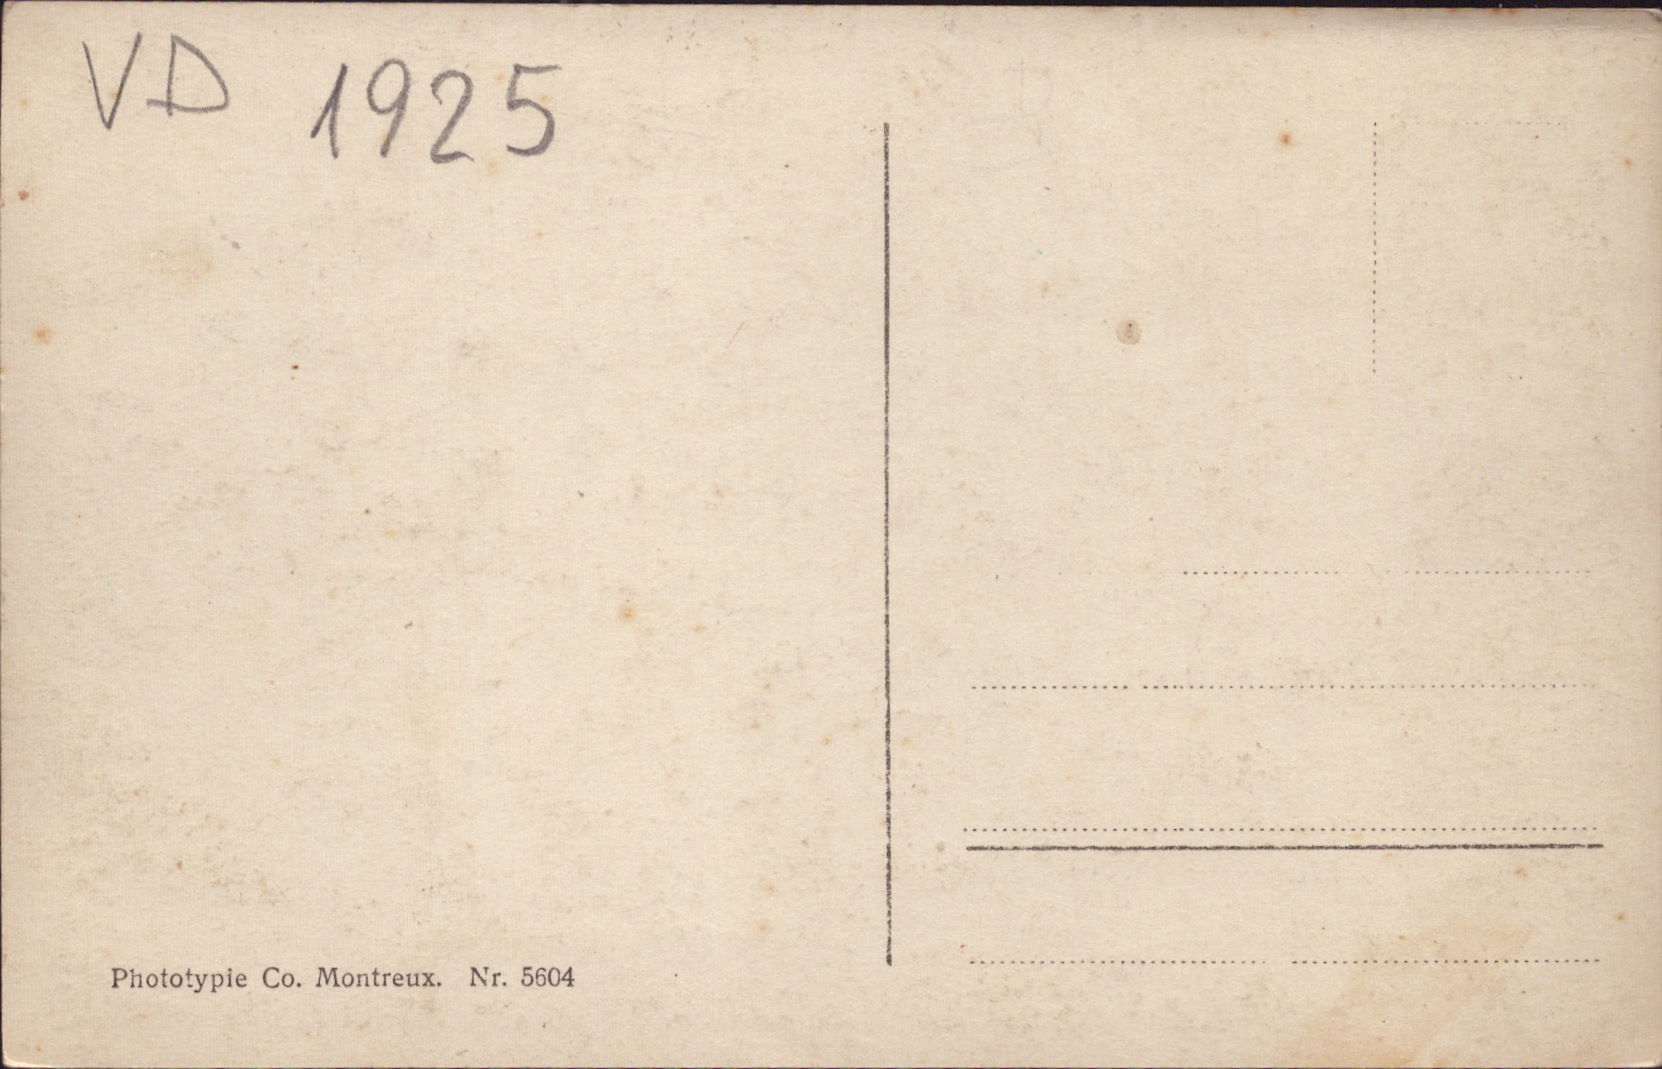 VD 1925
Phototypie Co. Montreux. Nr. 5604